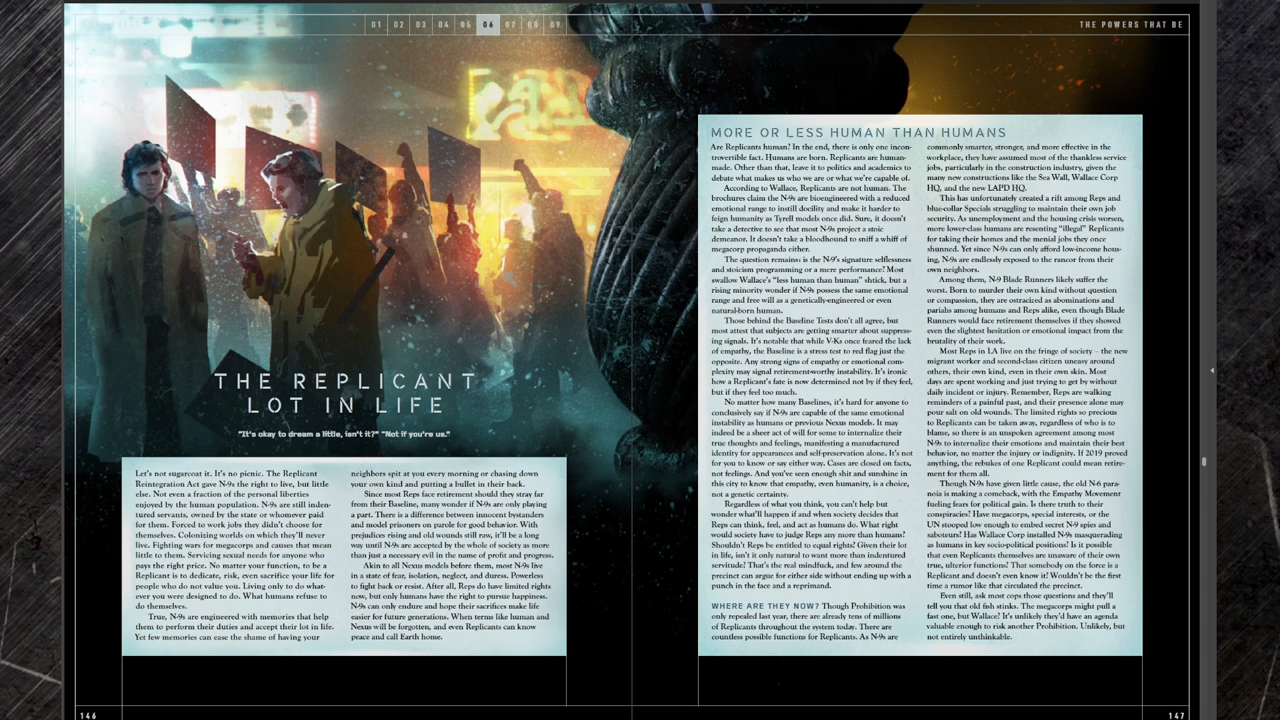 01 02 03 04 05 06 07 08 09
THE POWERS THAT BE
THE REPLICANT
LOT IN LIFE
"It's okay to dream a little, isn't it?" "Not if you're us."
Let's not sugarcoat it. It's no picnic. The Replicant
Reintegration Act gave N-9s the right to live, but little
else. Not even a fraction of the personal liberties
enjoyed by the human population. N-9s are still inden-
tured servants, owned by the state or whomever paid
for them. Forced to work jobs they didn't choose for
themselves. Colonizing worlds on which they'll never
live. Fighting wars for megacorps and causes that mean
little to them. Servicing sexual needs for anyone who
pays the right price. No matter your function, to be a
Replicant is to dedicate, risk, even sacrifice your life for
people who do not value you. Living only to do what-
ever you were designed to do. What humans refuse to
do themselves.
True, N-9s are engineered with memories that help
them to perform their duties and accept their lot in life.
Yet few memories can ease the shame of having your
neighbors spit at you every morning or chasing down
your own kind and putting a bullet in their back.
Since most Reps face retirement should they stray far
from their Baseline, many wonder if N-9s are only playing
a part. There is a difference between innocent bystanders
and model prisoners on parole for good behavior. With
prejudices rising and old wounds still raw, it'll be a long
way until N-9s are accepted by the whole of society as more
than just a necessary evil in the name of profit and progress.
Akin to all Nexus models before them, most N-9s live
in a state of fear, isolation, neglect, and duress. Powerless
to fight back or resist. After all, Reps do have limited rights
now, but only humans have the right to pursue happiness.
N-9s can only endure and hope their sacrifices make life
easier for future generations. When terms like human and
Nexus will be forgotten, and even Replicants can know
peace and call Earth home.
MORE OR LESS HUMAN THAN HUMANS
Are Replicants human? In the end, there is only one incon-
trovertible fact. Humans are born. Replicants are human-
made. Other than that, leave it to politics and academics to
debate what makes us who we are or what we're capable of.
According to Wallace, Replicants are not human. The
brochures claim the N-9s are bioengineered with a reduced
emotional range to instill docility and make it harder to
feign humanity as Tyrell models once did. Sure, it doesn't
take a detective to see that most N-9s project a stoic
demeanor. It doesn't take a bloodhound to sniff a whiff of
megacorp propaganda either.
The question remains: is the N-9's signature selflessness
and stoicism programming or a mere performance? Most
swallow Wallace's "less human than human" shtick, but a
rising minority wonder if N-9s possess the same emotional
range and free will as a genetically-engineered or even
natural-born human.
Those behind the Baseline Tests don't all agree, but
most attest that subjects are getting smarter about suppress-
ing signals. It's notable that while V-Ks once feared the lack
of empathy, the Baseline is a stress test to red flag just the
opposite. Any strong signs of empathy or emotional com-
plexity may signal retirement-worthy instability. It's ironic
how a Replicant's fate is now determined not by if they feel,
but if they feel too much.
No matter how many Baselines, it's hard for anyone to
conclusively say if N-9s are capable of the same emotional
instability as humans or previous Nexus models. It may
indeed be a sheer act of will for some to internalize their
true thoughts and feelings, manifesting a manufactured
identity for appearances and self-preservation alone. It's not
for you to know or say either way. Cases are closed on facts,
not feelings. And you've seen enough shit and sunshine in
this city to know that empathy, even humanity, is a choice,
not a genetic certainty.
Regardless of what you think, you can't help but
wonder what'll happen if and when society decides that
Reps can think, feel, and act as humans do. What right
would society have to judge Reps any more than humans?
Shouldn't Reps be entitled to equal rights? Given their lot
in life, isn't it only natural to want more than indentured
servitude? That's the real mindfuck, and few around the
precinct can argue for either side without ending up with a
punch in the face and a reprimand.
WHERE ARE THEY NOW? Though Prohibition was
only repealed last year, there are already tens of millions
of Replicants throughout the system today. There are
countless possible functions for Replicants. As N-9s are
commonly smarter, stronger, and more effective in the
workplace, they have assumed most of the thankless service
jobs, particularly in the construction industry, given the
many new constructions like the Sea Wall, Wallace Corp
HQ, and the new LAPD HQ.
This has unfortunately created a rift among Reps and
blue-collar Specials struggling to maintain their own job
security. As unemployment and the housing crisis worsen,
more lower-class humans are resenting "illegal" Replicants
for taking their homes and the menial jobs they once
shunned. Yet since N-9s can only afford low-income hous-
ing, N-9s are endlessly exposed to the rancor from their
own neighbors.
Among them, N-9 Blade Runners likely suffer the
worst. Born to murder their own kind without question
or compassion, they are ostracized as abominations and
pariahs among humans and Reps alike, even though Blade
Runners would face retirement themselves if they showed
even the slightest hesitation or emotional impact from the
brutality of their work.
Most Reps in LA live on the fringe of society – the new
migrant worker and second-class citizen uneasy around
others, their own kind, even in their own skin. Most
days are spent working and just trying to get by without
daily incident or injury. Remember, Reps are walking
reminders of a painful past, and their presence alone may
pour salt on old wounds. The limited rights so precious
to Replicants can be taken away, regardless of who is to
blame, so there is an unspoken agreement among most
N-9s to internalize their emotions and maintain their best
behavior, no matter the injury or indignity. If 2019 proved
anything, the rebukes of one Replicant could mean retire-
ment for them all.
Though N-9s have given little cause, the old N-6 para-
noia is making a comeback, with the Empathy Movement
fueling fears for political gain. Is there truth to their
conspiracies? Have megacorps, special interests, or the
UN stooped low enough to embed secret N-9 spies and
saboteurs? Has Wallace Corp installed N-9s masquerading
as humans in key socio-political positions? Is it possible
that even Replicants themselves are unaware of their own
true, ulterior functions? That somebody on the force is a
Replicant and doesn't even know it? Wouldn't be the first
time a rumor like that circulated the precinct.
Even still, ask most cops those questions and they'll
tell you that old fish stinks. The megacorps might pull a
fast one, but Wallace? It's unlikely they'd have an agenda
valuable enough to risk another Prohibition. Unlikely, but
not entirely unthinkable.
146
147